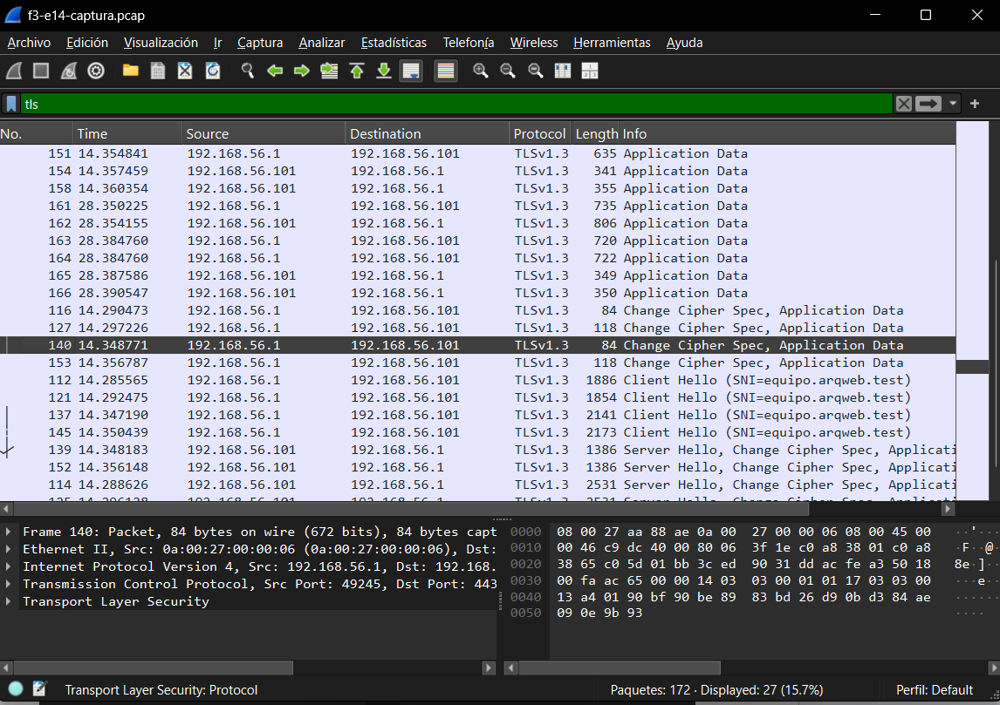 f3-e14-captura.pcap
Archivo Edición Visualización Ir Captura Analizar Estadísticas Telefonía Wireless Herramientas Ayuda
tls
No. Time Source Destination Protocol Length Info
151 14.354841 192.168.56.1 192.168.56.101 TLSv1.3 635 Application Data
154 14.357459 192.168.56.101 192.168.56.1 TLSv1.3 341 Application Data
158 14.360354 192.168.56.101 192.168.56.1 TLSv1.3 355 Application Data
161 28.350225 192.168.56.1 192.168.56.101 TLSv1.3 735 Application Data
162 28.354155 192.168.56.101 192.168.56.1 TLSv1.3 806 Application Data
163 28.384760 192.168.56.1 192.168.56.101 TLSv1.3 720 Application Data
164 28.384760 192.168.56.1 192.168.56.101 TLSv1.3 722 Application Data
165 28.387586 192.168.56.101 192.168.56.1 TLSv1.3 349 Application Data
166 28.390547 192.168.56.101 192.168.56.1 TLSv1.3 350 Application Data
116 14.290473 192.168.56.1 192.168.56.101 TLSv1.3 84 Change Cipher Spec, Application Data
127 14.297226 192.168.56.1 192.168.56.101 TLSv1.3 118 Change Cipher Spec, Application Data
140 14.348771 192.168.56.1 192.168.56.101 TLSv1.3 84 Change Cipher Spec, Application Data
153 14.356787 192.168.56.1 192.168.56.101 TLSv1.3 118 Change Cipher Spec, Application Data
112 14.285565 192.168.56.1 192.168.56.101 TLSv1.3 1886 Client Hello (SNI=equipo.arqweb.test)
121 14.292475 192.168.56.1 192.168.56.101 TLSv1.3 1854 Client Hello (SNI=equipo.arqweb.test)
137 14.347190 192.168.56.1 192.168.56.101 TLSv1.3 2141 Client Hello (SNI=equipo.arqweb.test)
145 14.350439 192.168.56.1 192.168.56.101 TLSv1.3 2173 Client Hello (SNI=equipo.arqweb.test)
139 14.348183 192.168.56.101 192.168.56.1 TLSv1.3 1386 Server Hello, Change Cipher Spec, Applicati
152 14.356148 192.168.56.101 192.168.56.1 TLSv1.3 1386 Server Hello, Change Cipher Spec, Applicati
114 14.288626 192.168.56.101 192.168.56.1 TLSv1.3 2531 Server Hello, Change Cipher Spec, Applicati
Frame 140: Packet, 84 bytes on wire (672 bits), 84 bytes capt
Ethernet II, Src: 0a:00:27:00:00:06 (0a:00:27:00:00:06), Dst:
Internet Protocol Version 4, Src: 192.168.56.1, Dst: 192.168.
Transmission Control Protocol, Src Port: 49245, Dst Port: 443
Transport Layer Security
0000 08 00 27 aa 88 ae 0a 00 27 00 00 06 08 00 45 00 ··'···
0010 00 46 c9 dc 40 00 80 06 3f 1e c0 a8 38 01 c0 a8 ·F··@·
0020 38 65 c0 5d 01 bb 3c ed 90 31 dd ac fe a3 50 18 8e·]··
0030 00 fa ac 65 00 00 14 03 03 00 01 01 17 03 03 00 ···e··
0040 13 a4 01 90 bf 90 be 89 83 bd 26 d9 0b d3 84 ae ······
0050 09 0e 9b 93 ····
Transport Layer Security: Protocol
Paquetes: 172 · Displayed: 27 (15.7%)
Perfil: Default